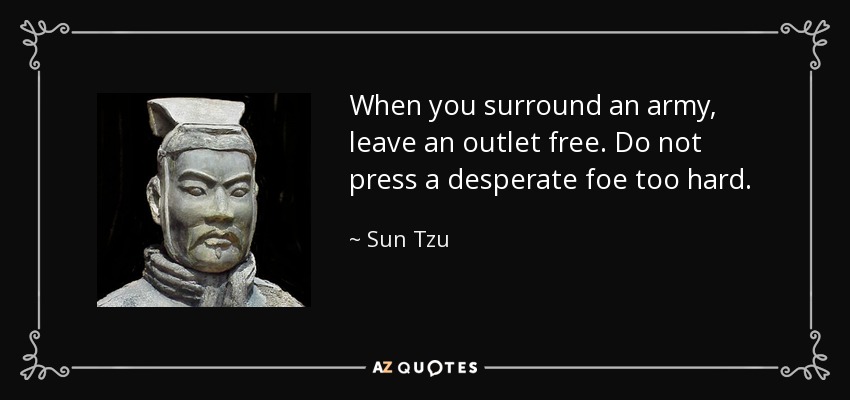 When you surround an army,
leave an outlet free. Do not
press a desperate foe too hard.
~ Sun Tzu
AZ QUOTES